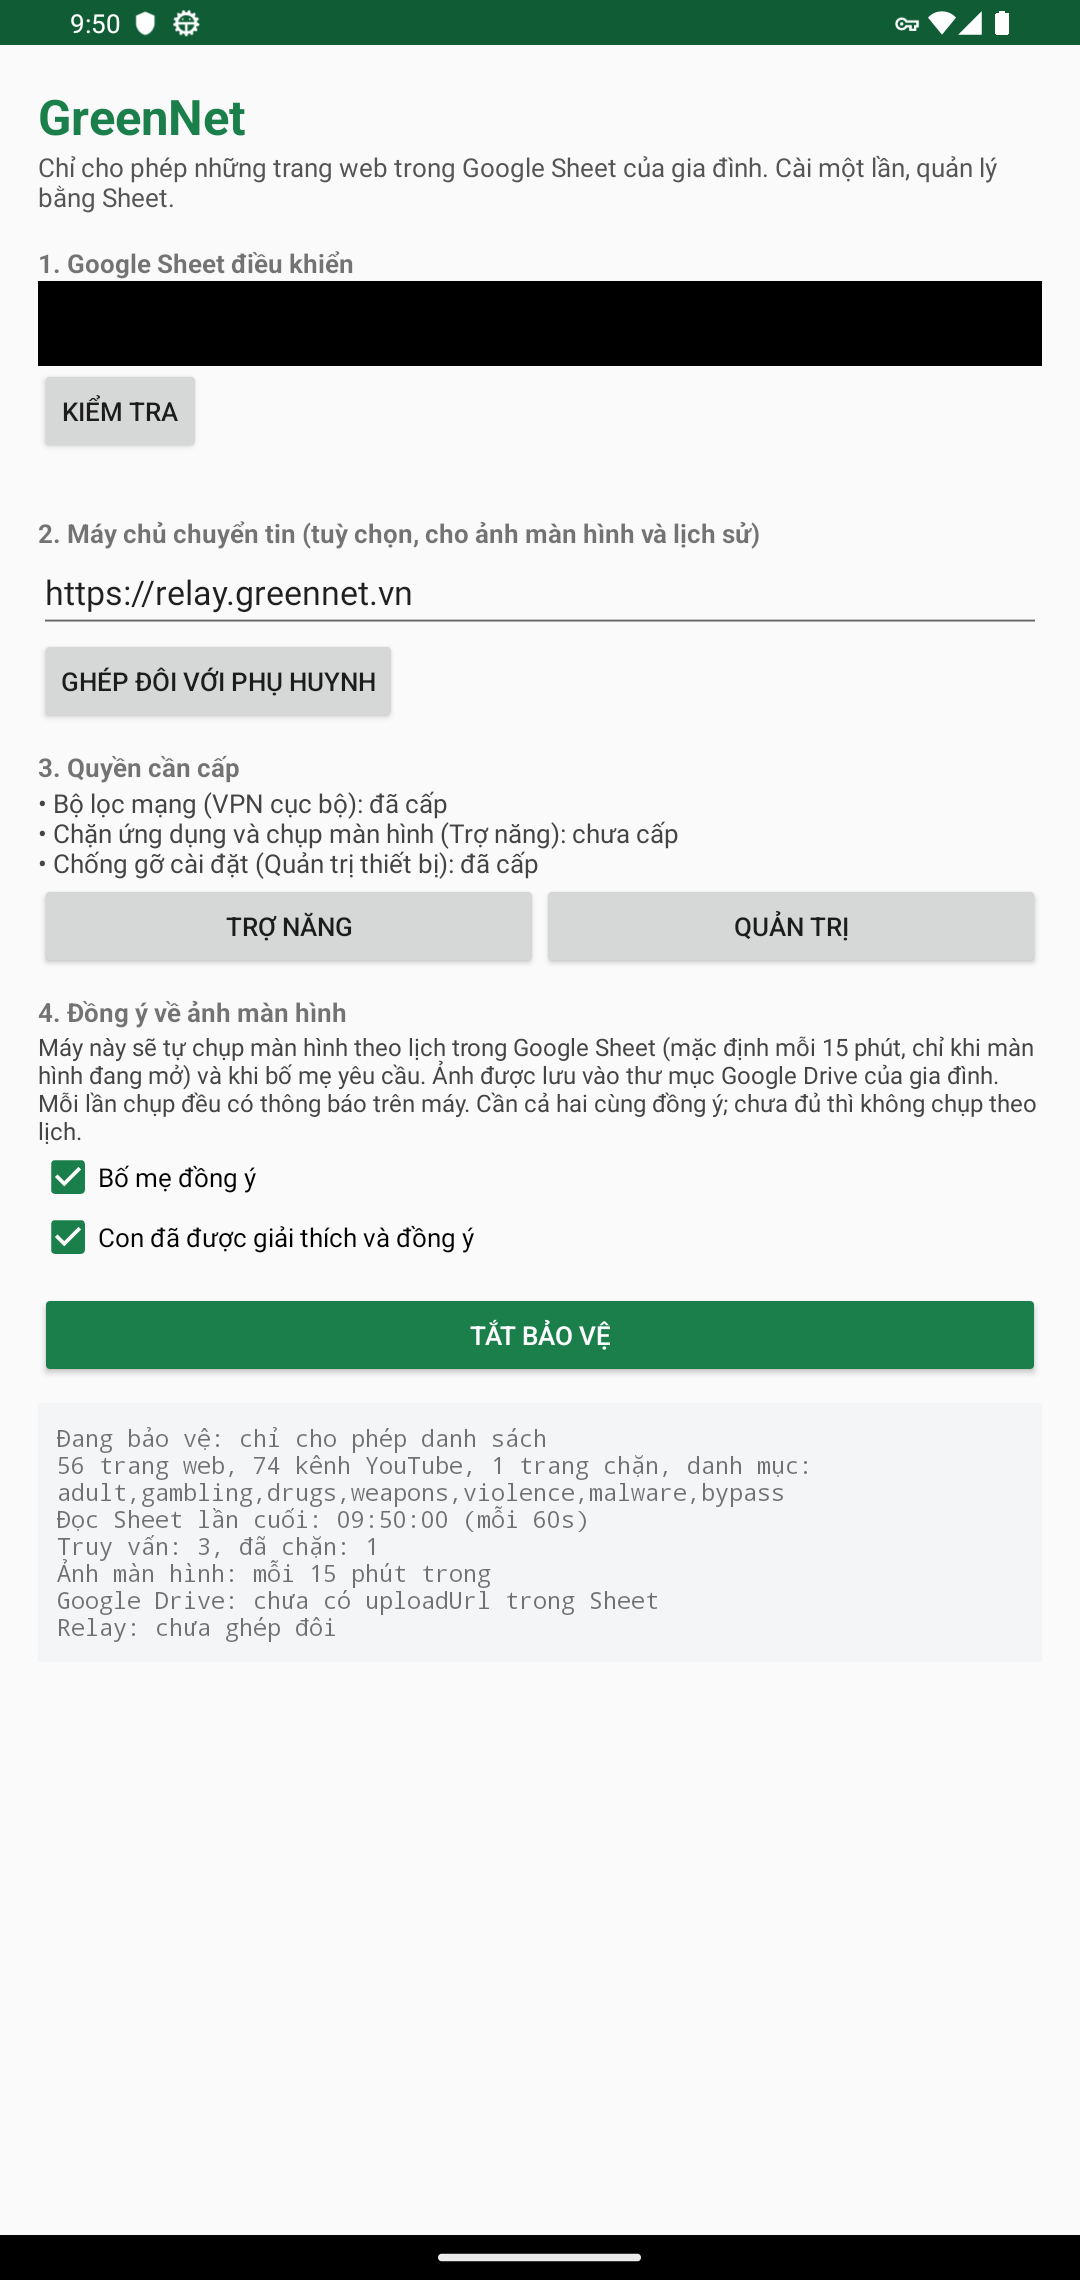 9:50
GreenNet
Chỉ cho phép những trang web trong Google Sheet của gia đình. Cài một lần, quản lý
bằng Sheet.
1. Google Sheet điều khiển
KIỂM TRA
2. Máy chủ chuyển tin (tuỳ chọn, cho ảnh màn hình và lịch sử)
https://relay.greennet.vn
GHÉP ĐÔI VỚI PHỤ HUYNH
3. Quyền cần cấp
• Bộ lọc mạng (VPN cục bộ): đã cấp
• Chặn ứng dụng và chụp màn hình (Trợ năng): chưa cấp
• Chống gỡ cài đặt (Quản trị thiết bị): đã cấp
TRỢ NĂNG
QUẢN TRỊ
4. Đồng ý về ảnh màn hình
Máy này sẽ tự chụp màn hình theo lịch trong Google Sheet (mặc định mỗi 15 phút, chỉ khi màn
hình đang mở) và khi bố mẹ yêu cầu. Ảnh được lưu vào thư mục Google Drive của gia đình.
Mỗi lần chụp đều có thông báo trên máy. Cần cả hai cùng đồng ý; chưa đủ thì không chụp theo
lịch.
Bố mẹ đồng ý
Con đã được giải thích và đồng ý
TẮT BẢO VỆ
Đang bảo vệ: chỉ cho phép danh sách
56 trang web, 74 kênh YouTube, 1 trang chặn, danh mục:
adult,gambling,drugs,weapons,violence,malware,bypass
Đọc Sheet lần cuối: 09:50:00 (mỗi 60s)
Truy vấn: 3, đã chặn: 1
Ảnh màn hình: mỗi 15 phút trong
Google Drive: chưa có uploadUrl trong Sheet
Relay: chưa ghép đôi